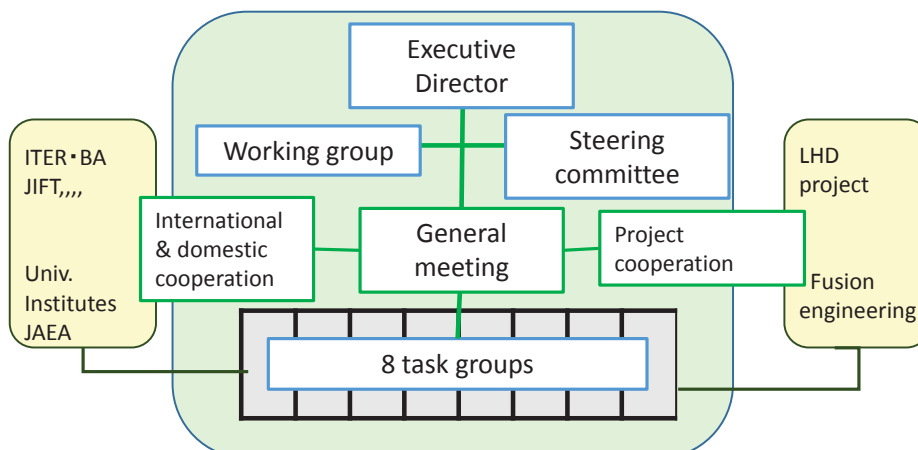 Executive
Director
Working group
Steering
committee
ITER・BA
JIFT,,,,
Univ.
Institutes
JAEA
International
& domestic
cooperation
General
meeting
Project
cooperation
LHD
project
Fusion
engineering
8 task groups